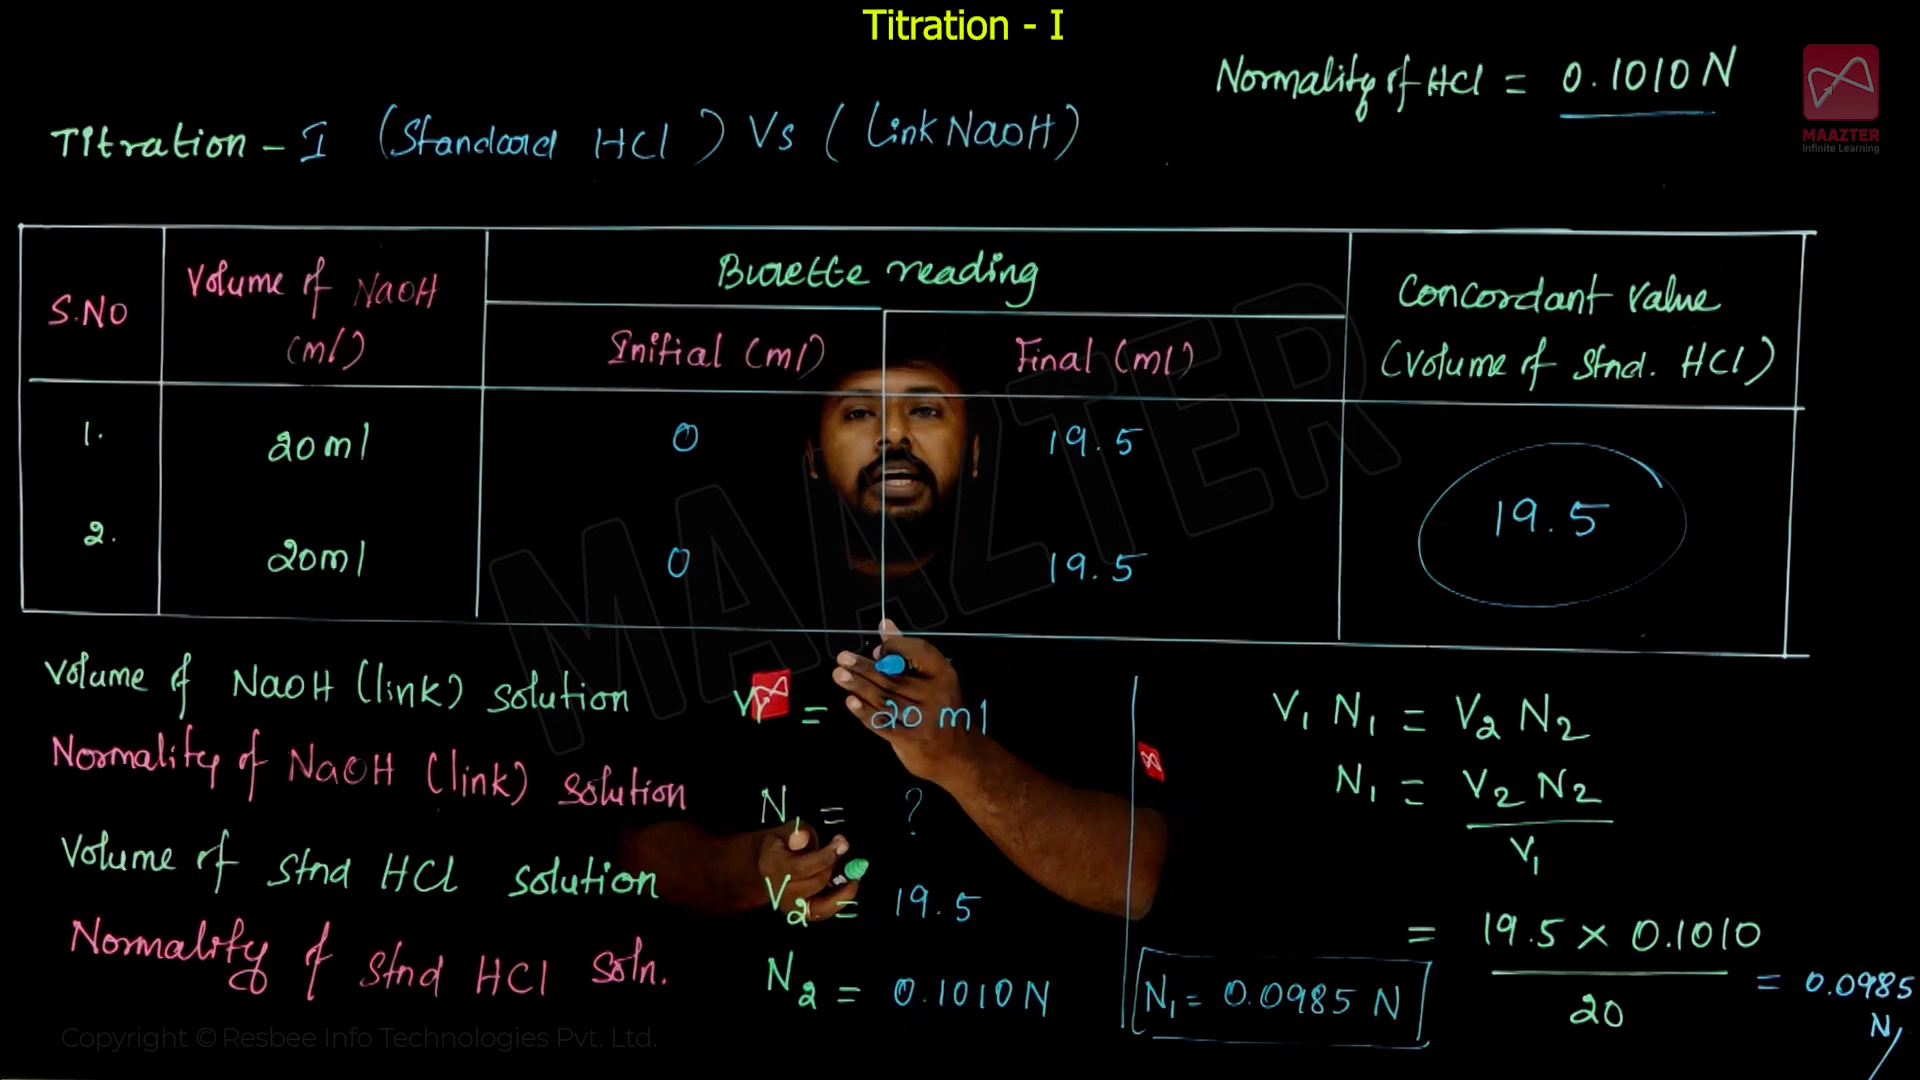 Titration - I
Normality of HCl = 0.1010 N
MAAZTER
Infinite Learning
Titration - I (Standard HCl) Vs (Link NaOH)
S.NO
Volume of NaOH
(ml)
Burette reading
Initial (ml)
Final (ml)
Concordant Value
(Volume of Stnd. HCl)
1.
20ml
0
19.5
2.
20ml
0
19.5
19.5
MAAZTER
Volume of NaOH (link) solution V₁ = 20 ml
Normality of NaOH (link) solution N₁ = ?
Volume of Stnd HCl solution V₂ = 19.5
Normality of Stnd HCl Soln. N₂ = 0.1010 N
V₁ N₁ = V₂ N₂
N₁ = V₂ N₂
V₁
= 19.5 × 0.1010
20
= 0.0985
N
N₁ = 0.0985 N
Copyright © Resbee Info Technologies Pvt. Ltd.